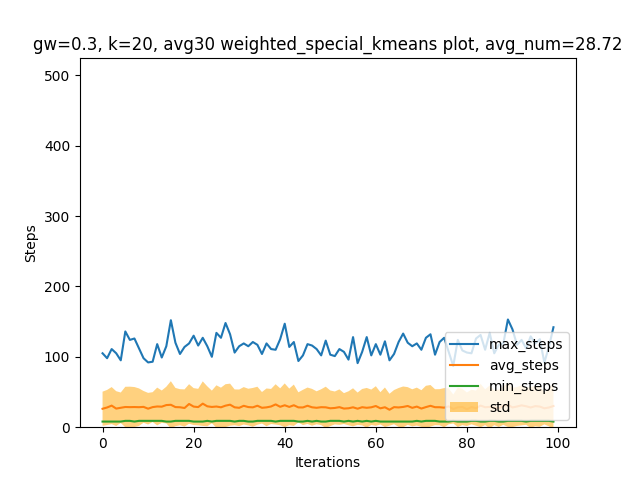 gw=0.3, k=20, avg30 weighted_special_kmeans plot, avg_num=28.72
500
400
300
200
100
0
Steps
max_steps
avg_steps
min_steps
std
0 20 40 60 80 100
Iterations